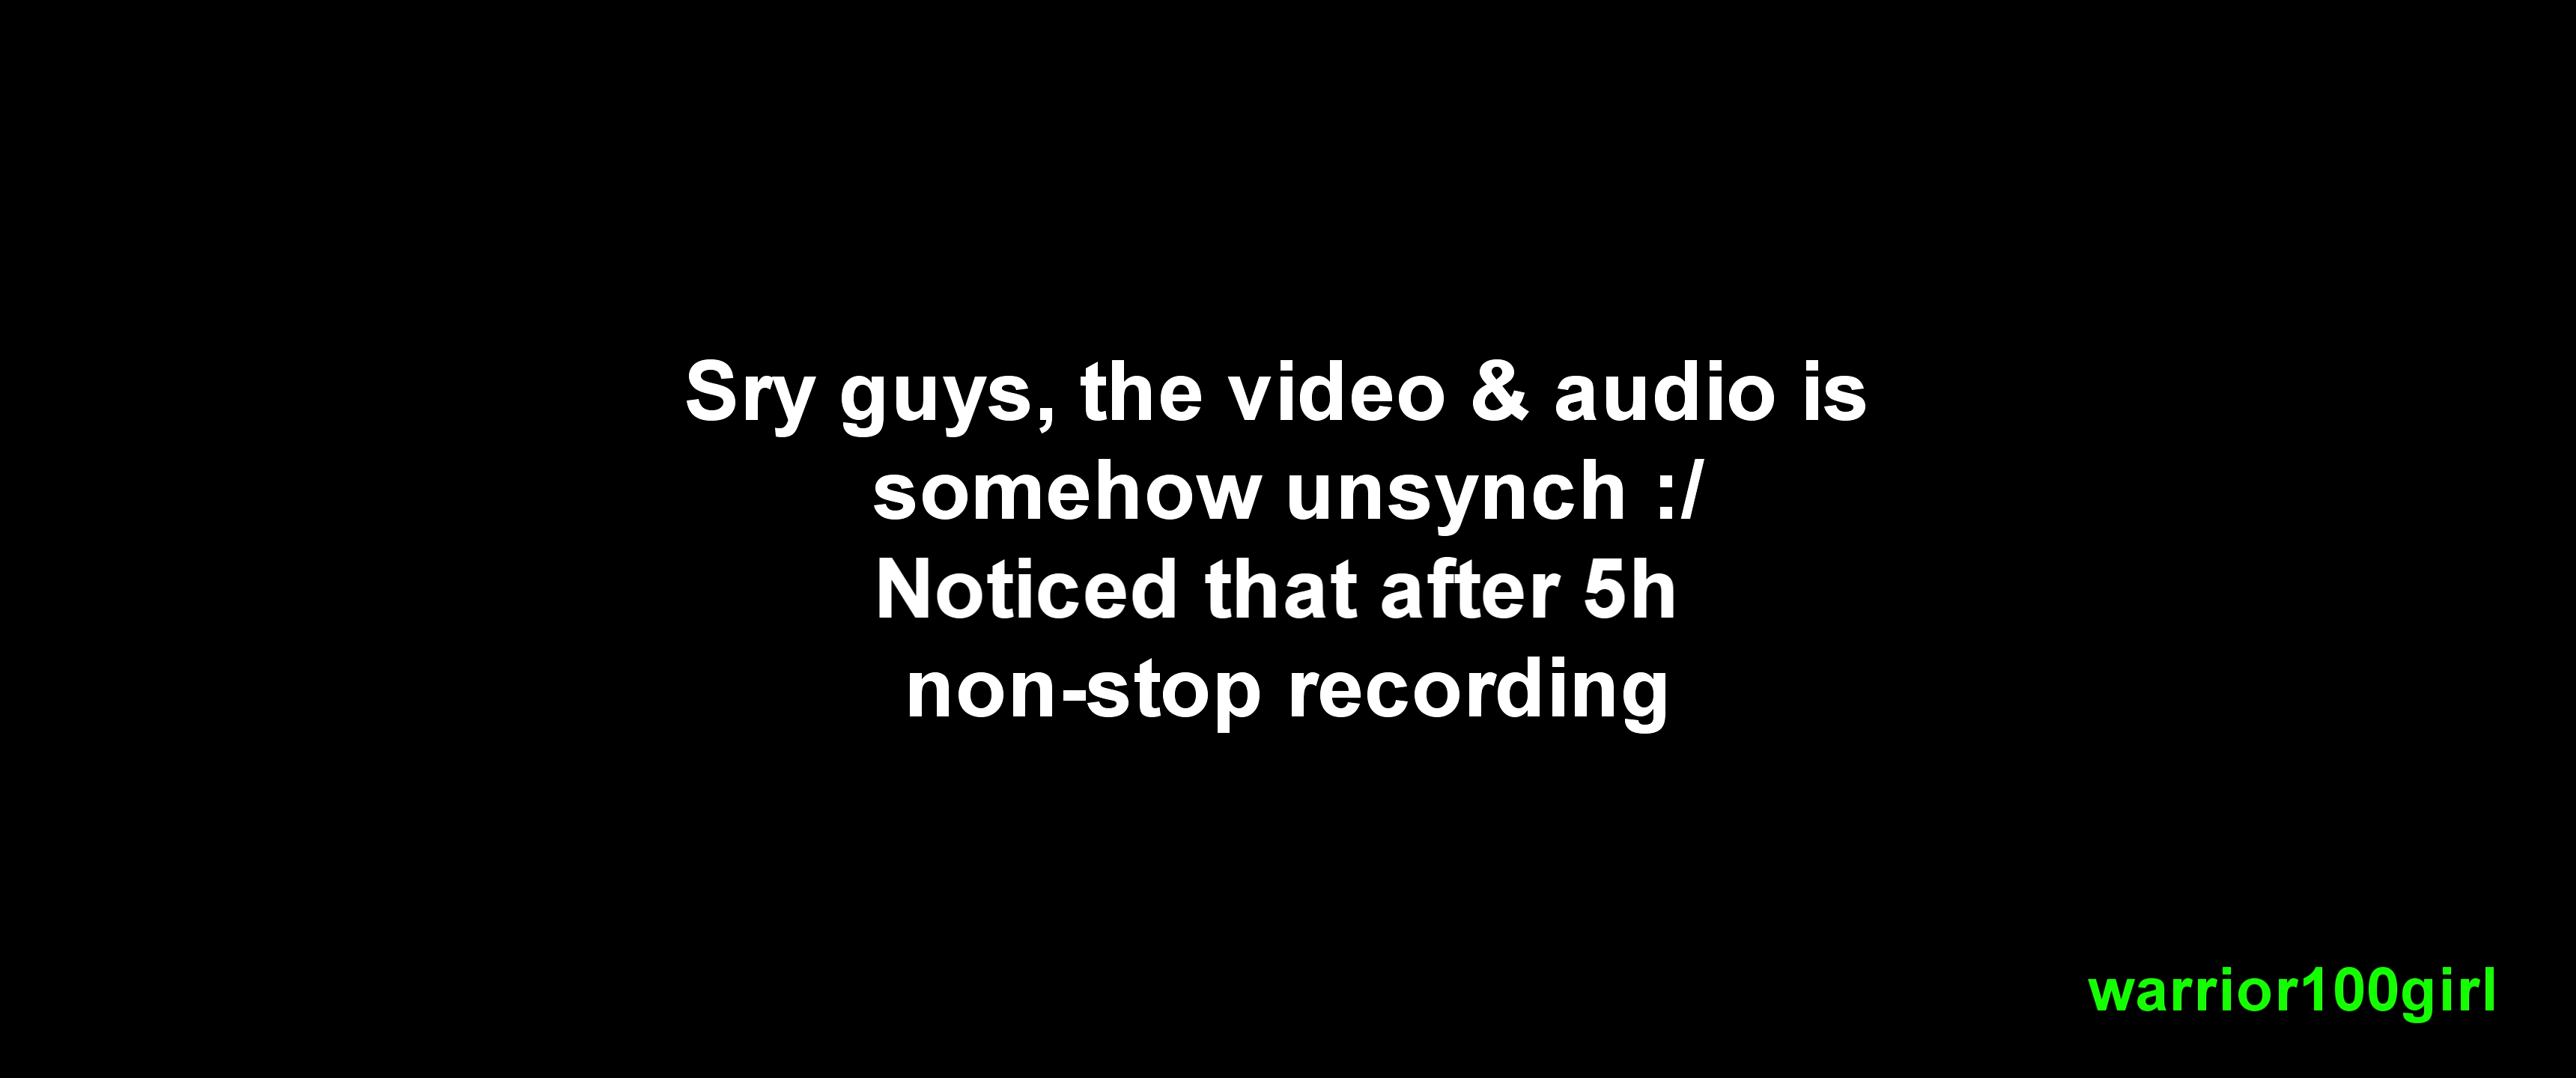 Sry guys, the video & audio is
somehow unsynch :/
Noticed that after 5h
non-stop recording
warrior100girl